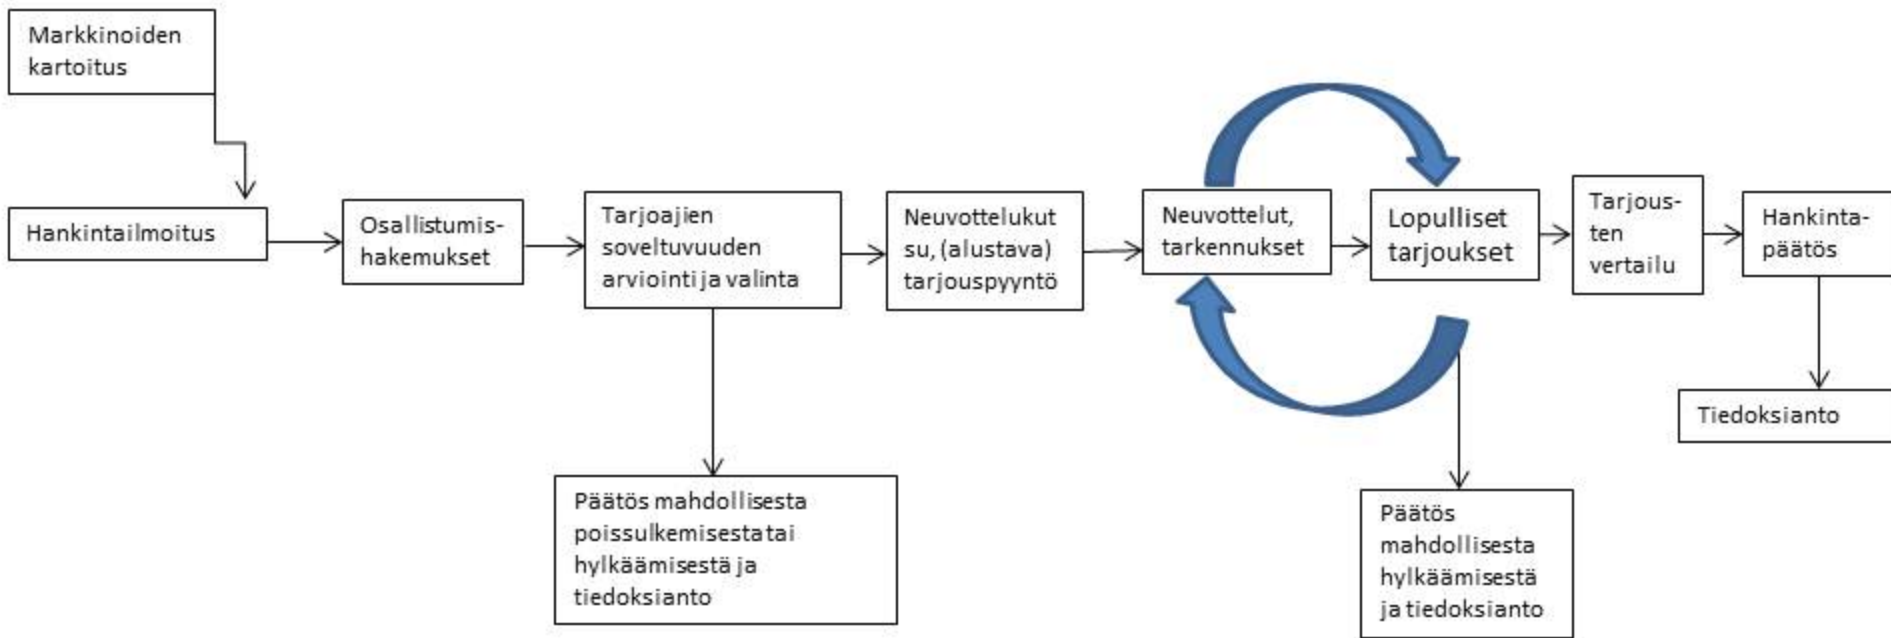 Markkinoiden
kartoitus
Hankintailmoitus
Osallistumis-
hakemukset
Tarjoajien
soveltuvuuden
arviointi ja valinta
Neuvottelukut
su, (alustava)
tarjouspyyntö
Neuvottelut,
tarkennukset
Lopulliset
tarjoukset
Tarjous-
ten
vertailu
Hankinta-
päätös
Tiedoksianto
Päätös mahdollisesta
poissulkemisesta tai
hylkäämisestä ja
tiedoksianto
Päätös
mahdollisesta
hylkäämisestä
ja tiedoksianto